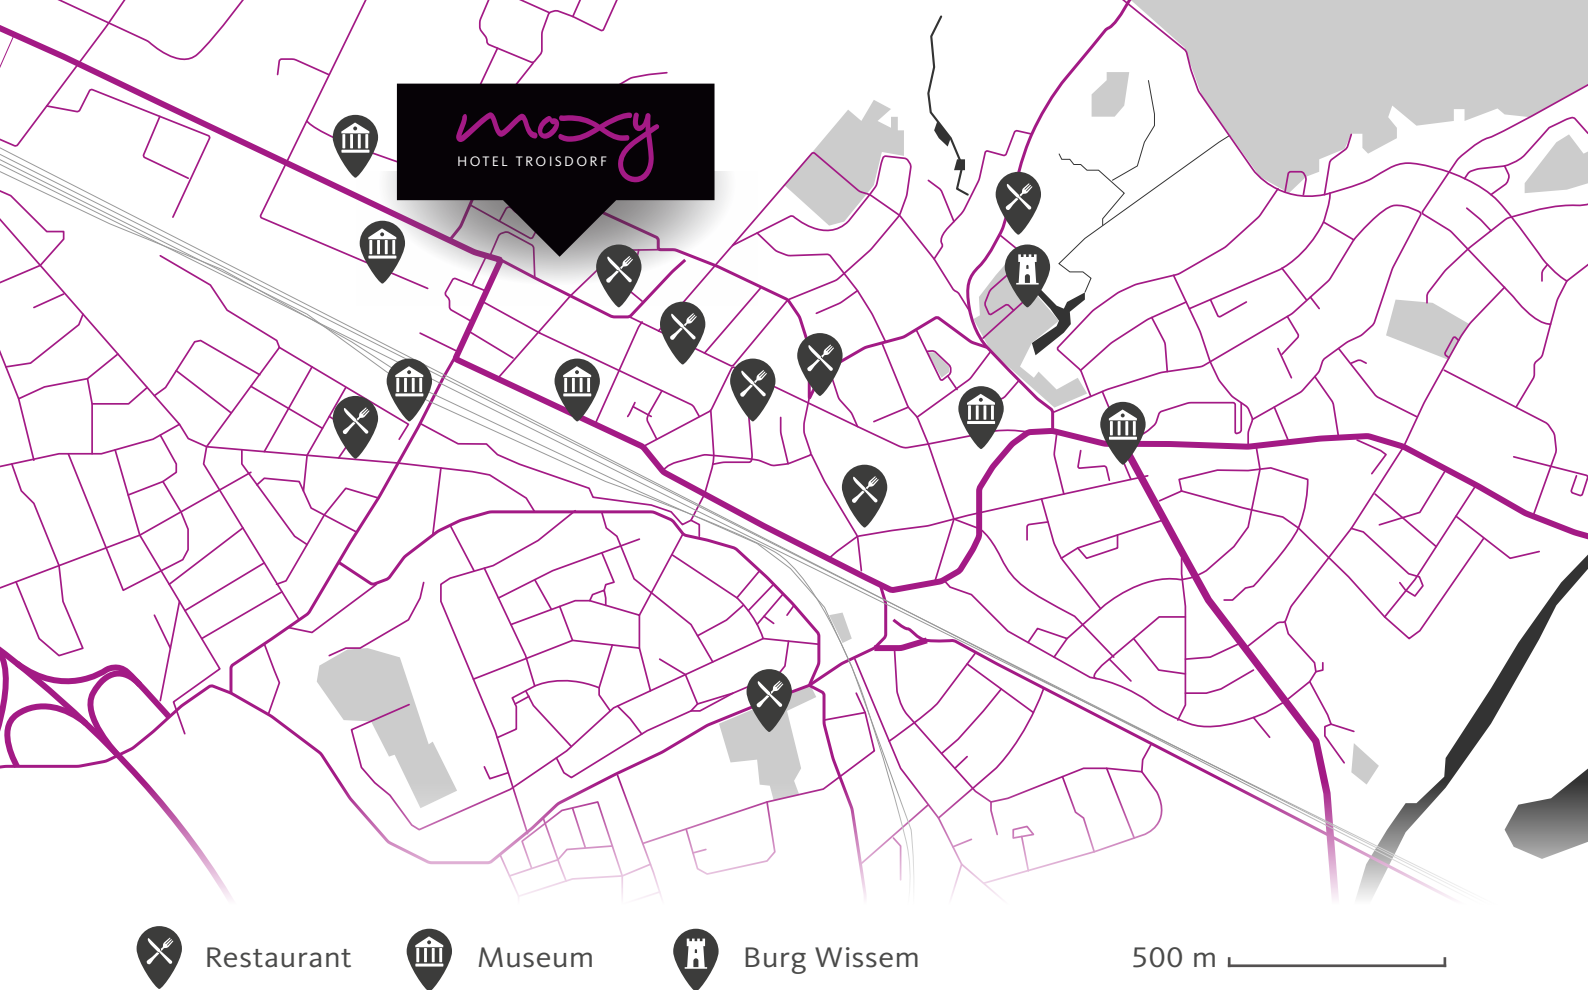 moxy
HOTEL TROISDORF
Restaurant
Museum
Burg Wissem
500 m